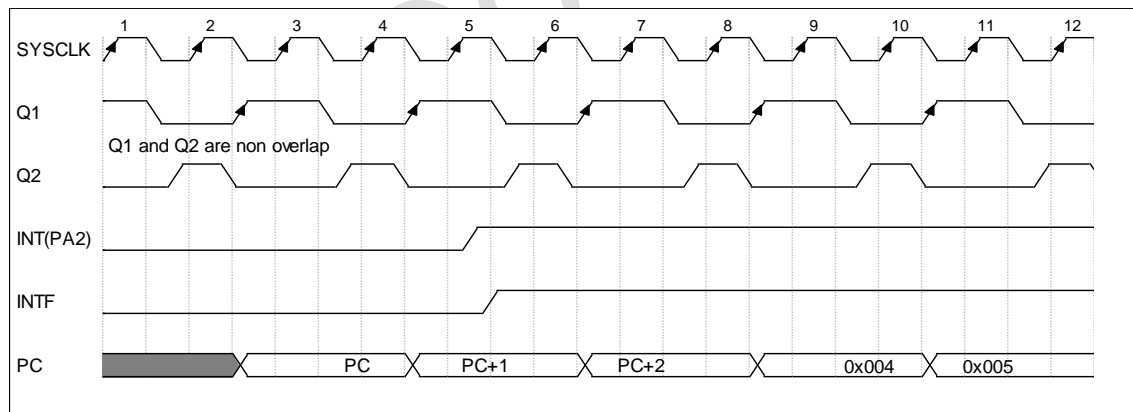 1 2 3 4 5 6 7 8 9 10 11 12
SYSCLK
Q1
Q1 and Q2 are non overlap
Q2
INT(PA2)
INTF
PC PC PC+1 PC+2 0x004 0x005